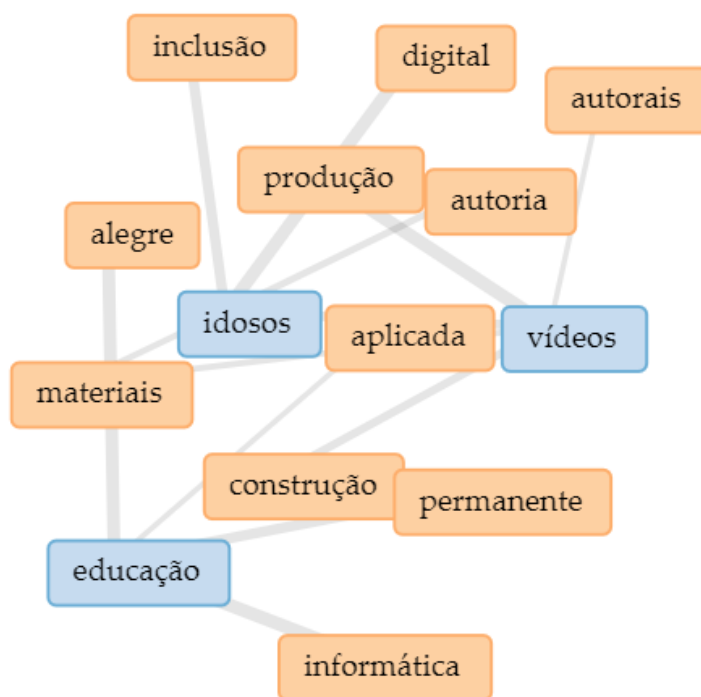 inclusão
digital
autorais
produção
autoria
alegre
idosos
aplicada
vídeos
materiais
construção
permanente
educação
informática